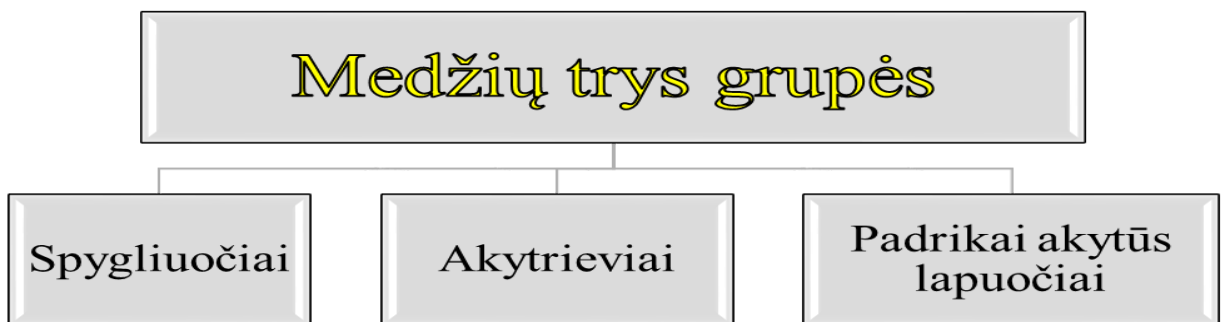 Medžių trys grupės
Spygliuočiai
Akytrieviai
Padrikai akytūs
lapuočiai